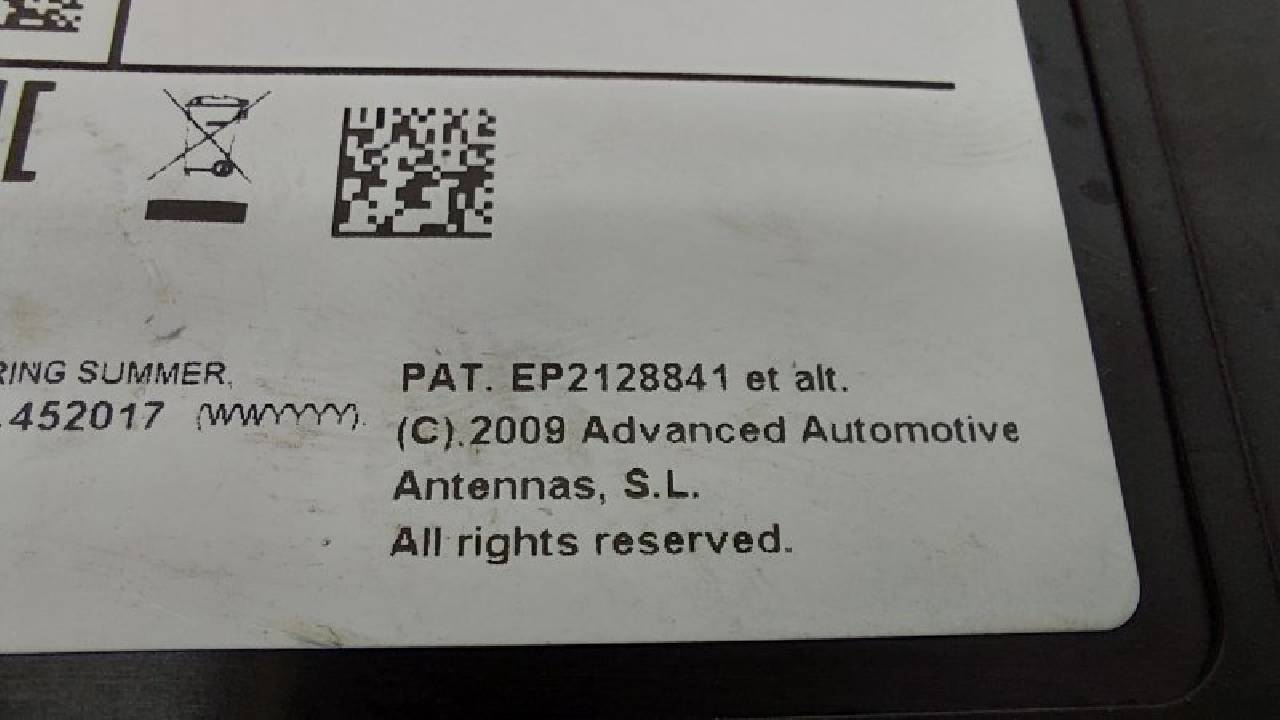 RING SUMMER,
.452017 (WWYYYY).
PAT. EP2128841 et alt.
(C).2009 Advanced Automotive
Antennas, S.L.
All rights reserved.